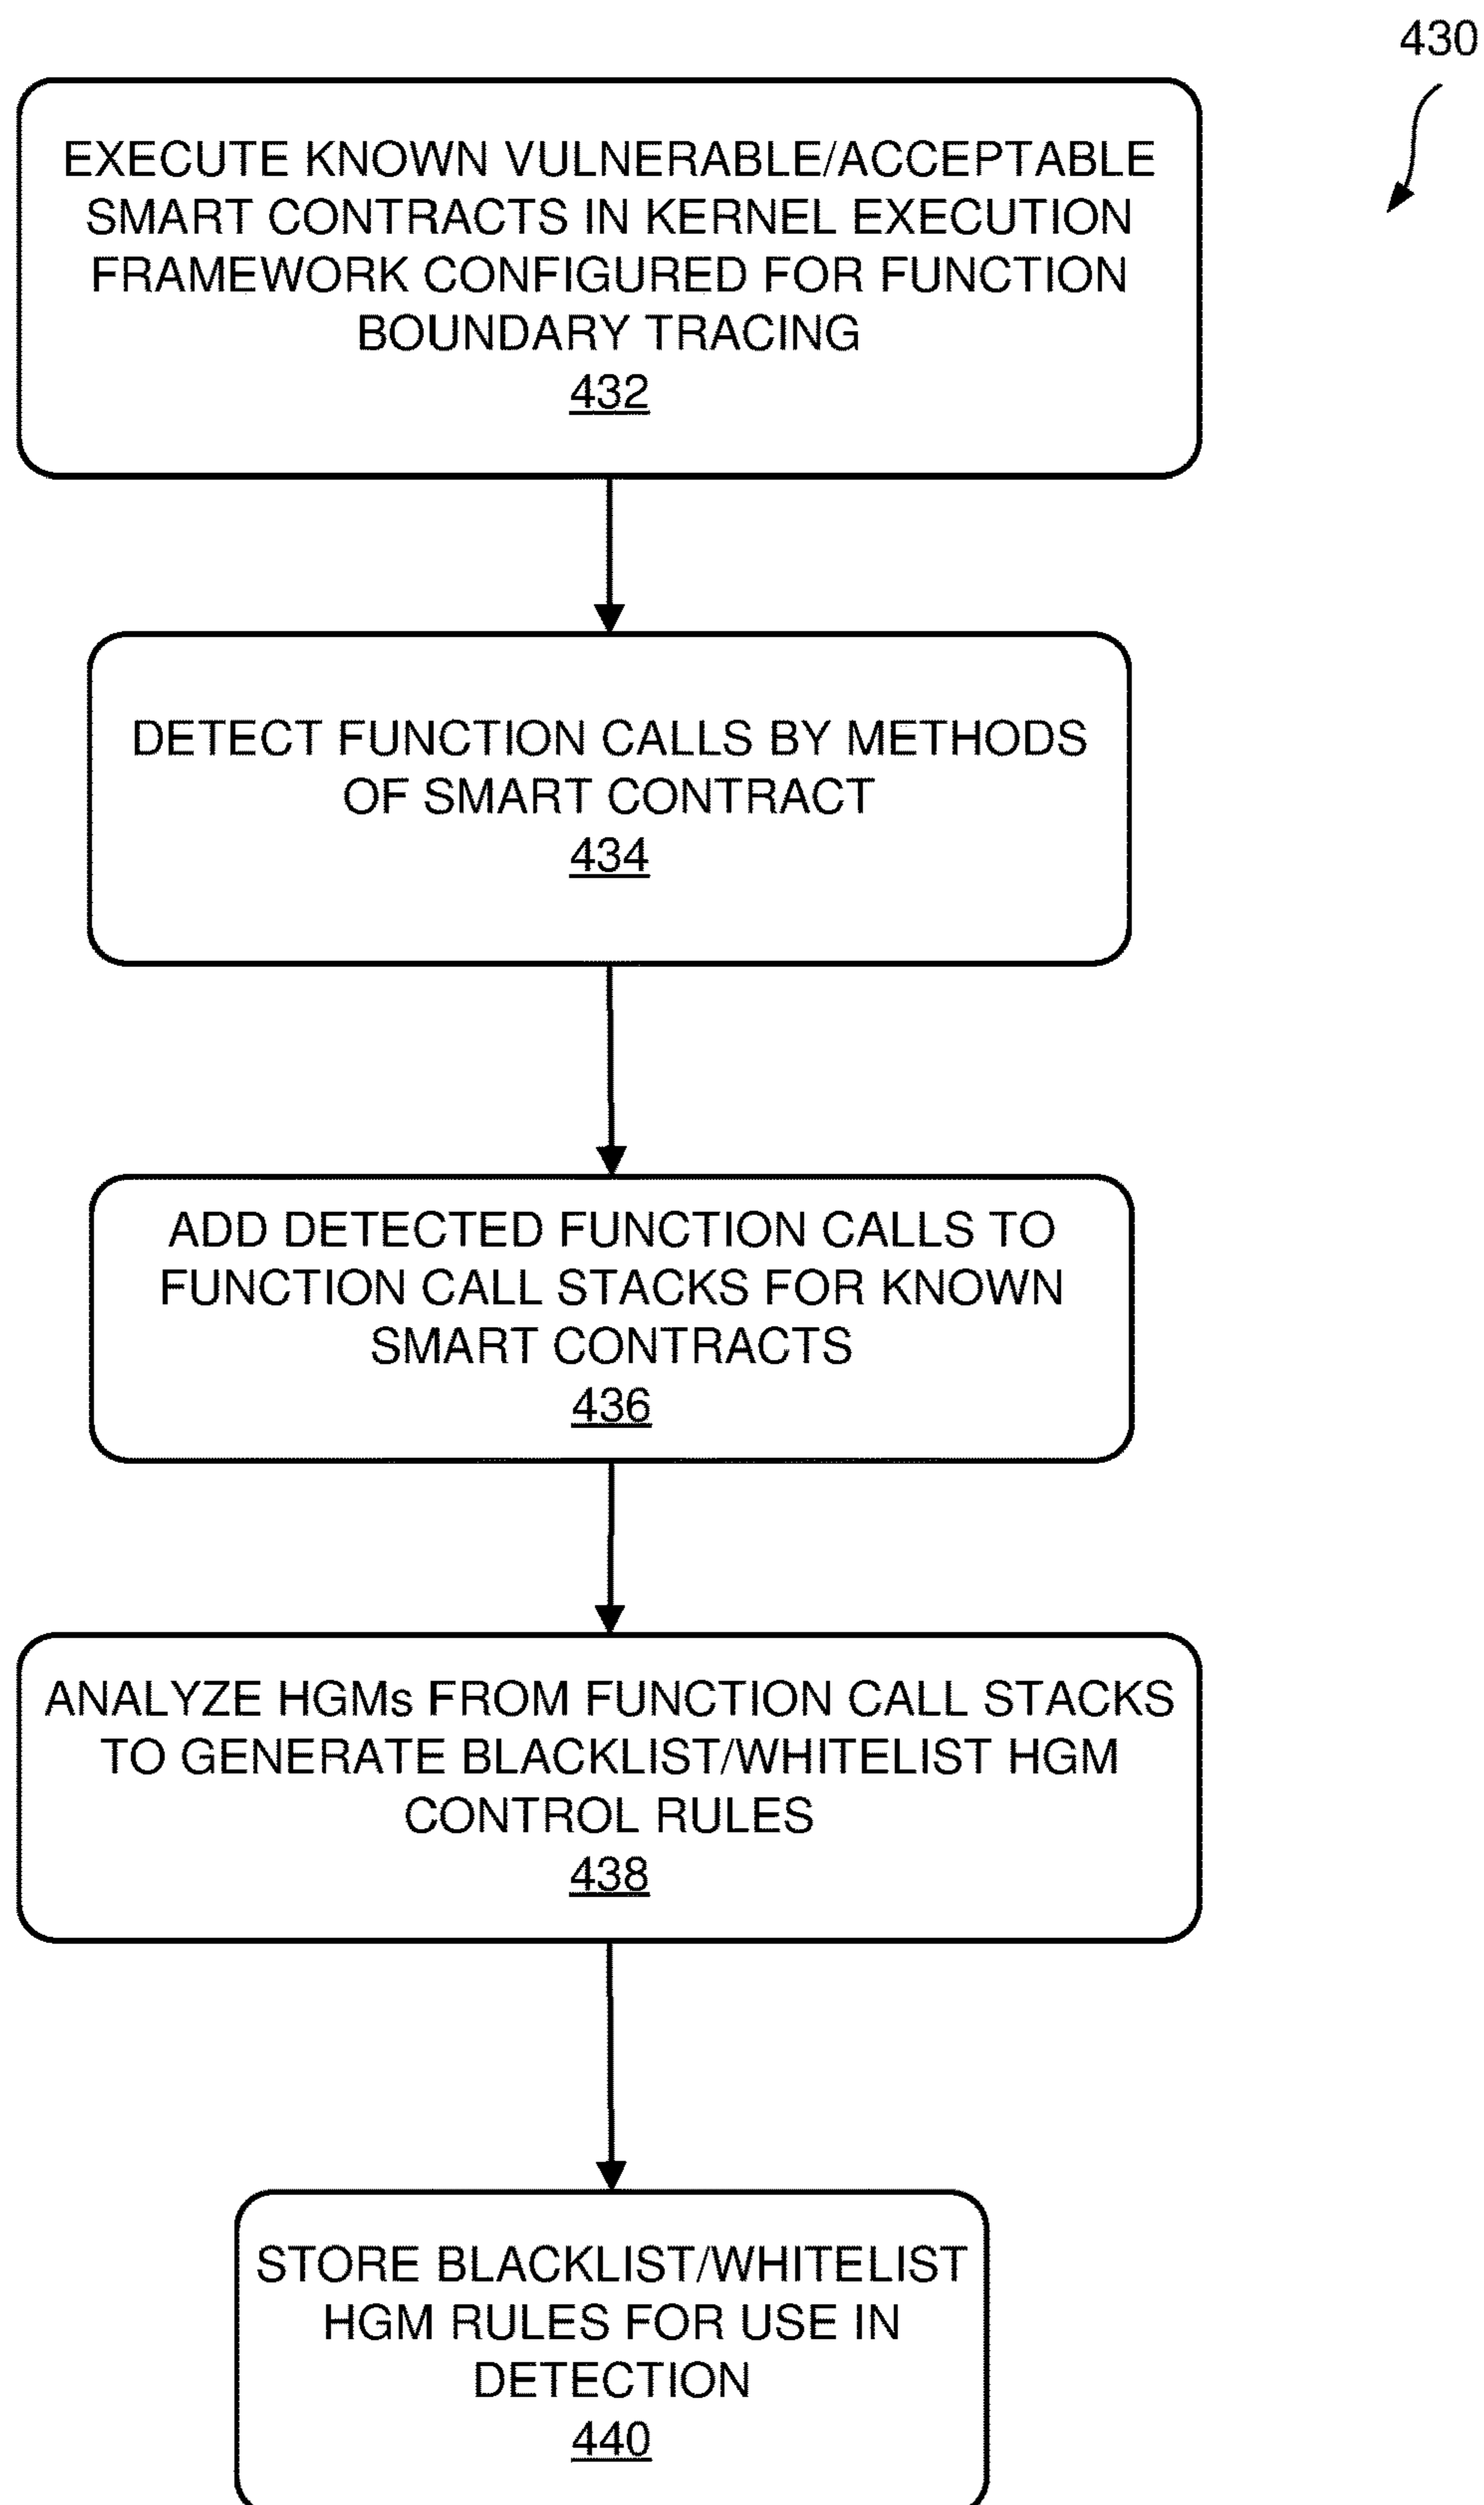 430
EXECUTE KNOWN VULNERABLE/ACCEPTABLE
SMART CONTRACTS IN KERNEL EXECUTION
FRAMEWORK CONFIGURED FOR FUNCTION
BOUNDARY TRACING
432
DETECT FUNCTION CALLS BY METHODS
OF SMART CONTRACT
434
ADD DETECTED FUNCTION CALLS TO
FUNCTION CALL STACKS FOR KNOWN
SMART CONTRACTS
436
ANALYZE HGMs FROM FUNCTION CALL STACKS
TO GENERATE BLACKLIST/WHITELIST HGM
CONTROL RULES
438
STORE BLACKLIST/WHITELIST
HGM RULES FOR USE IN
DETECTION
440